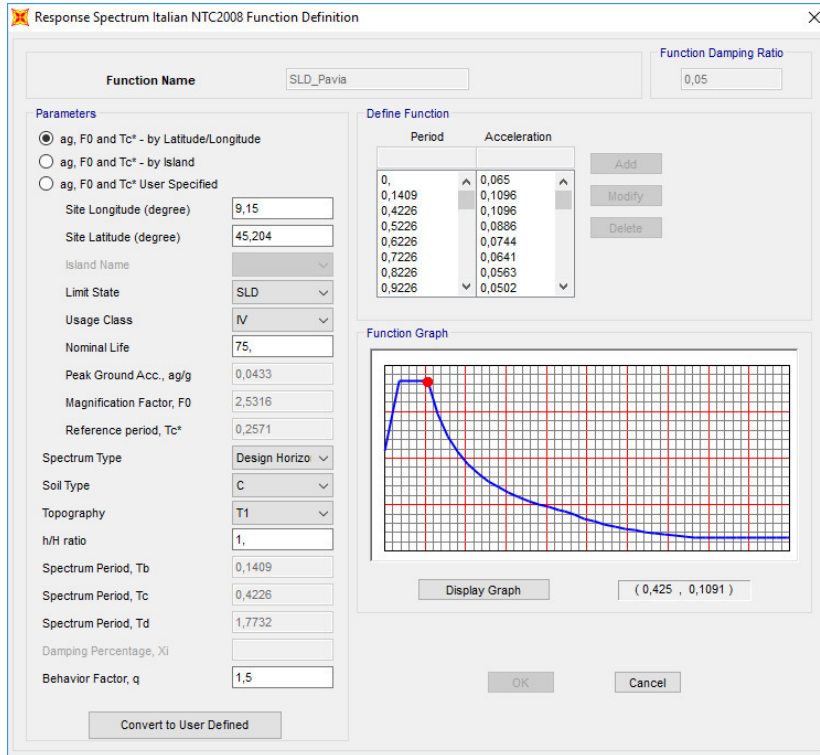 Response Spectrum Italian NTC2008 Function Definition
Function Name
SLD_Pavia
Function Damping Ratio
0,05
Parameters
ag, F0 and Tc* - by Latitude/Longitude
ag, F0 and Tc* - by Island
ag, F0 and Tc* User Specified
Site Longitude (degree) 9,15
Site Latitude (degree) 45,204
Island Name
Limit State SLD
Usage Class IV
Nominal Life 75,
Peak Ground Acc., ag/g 0,0433
Magnification Factor, F0 2,5316
Reference period, Tc* 0,2571
Spectrum Type Design Horizo
Soil Type C
Topography T1
h/H ratio 1,
Spectrum Period, Tb 0,1409
Spectrum Period, Tc 0,4226
Spectrum Period, Td 1,7732
Damping Percentage, Xi
Behavior Factor, q 1,5
Convert to User Defined
Define Function
Period Acceleration
0, 0,065
0,1409 0,1096
0,4226 0,1096
0,5226 0,0886
0,6226 0,0744
0,7226 0,0641
0,8226 0,0563
0,9226 0,0502
Add
Modify
Delete
Function Graph
Display Graph
( 0,425 , 0,1091 )
OK
Cancel